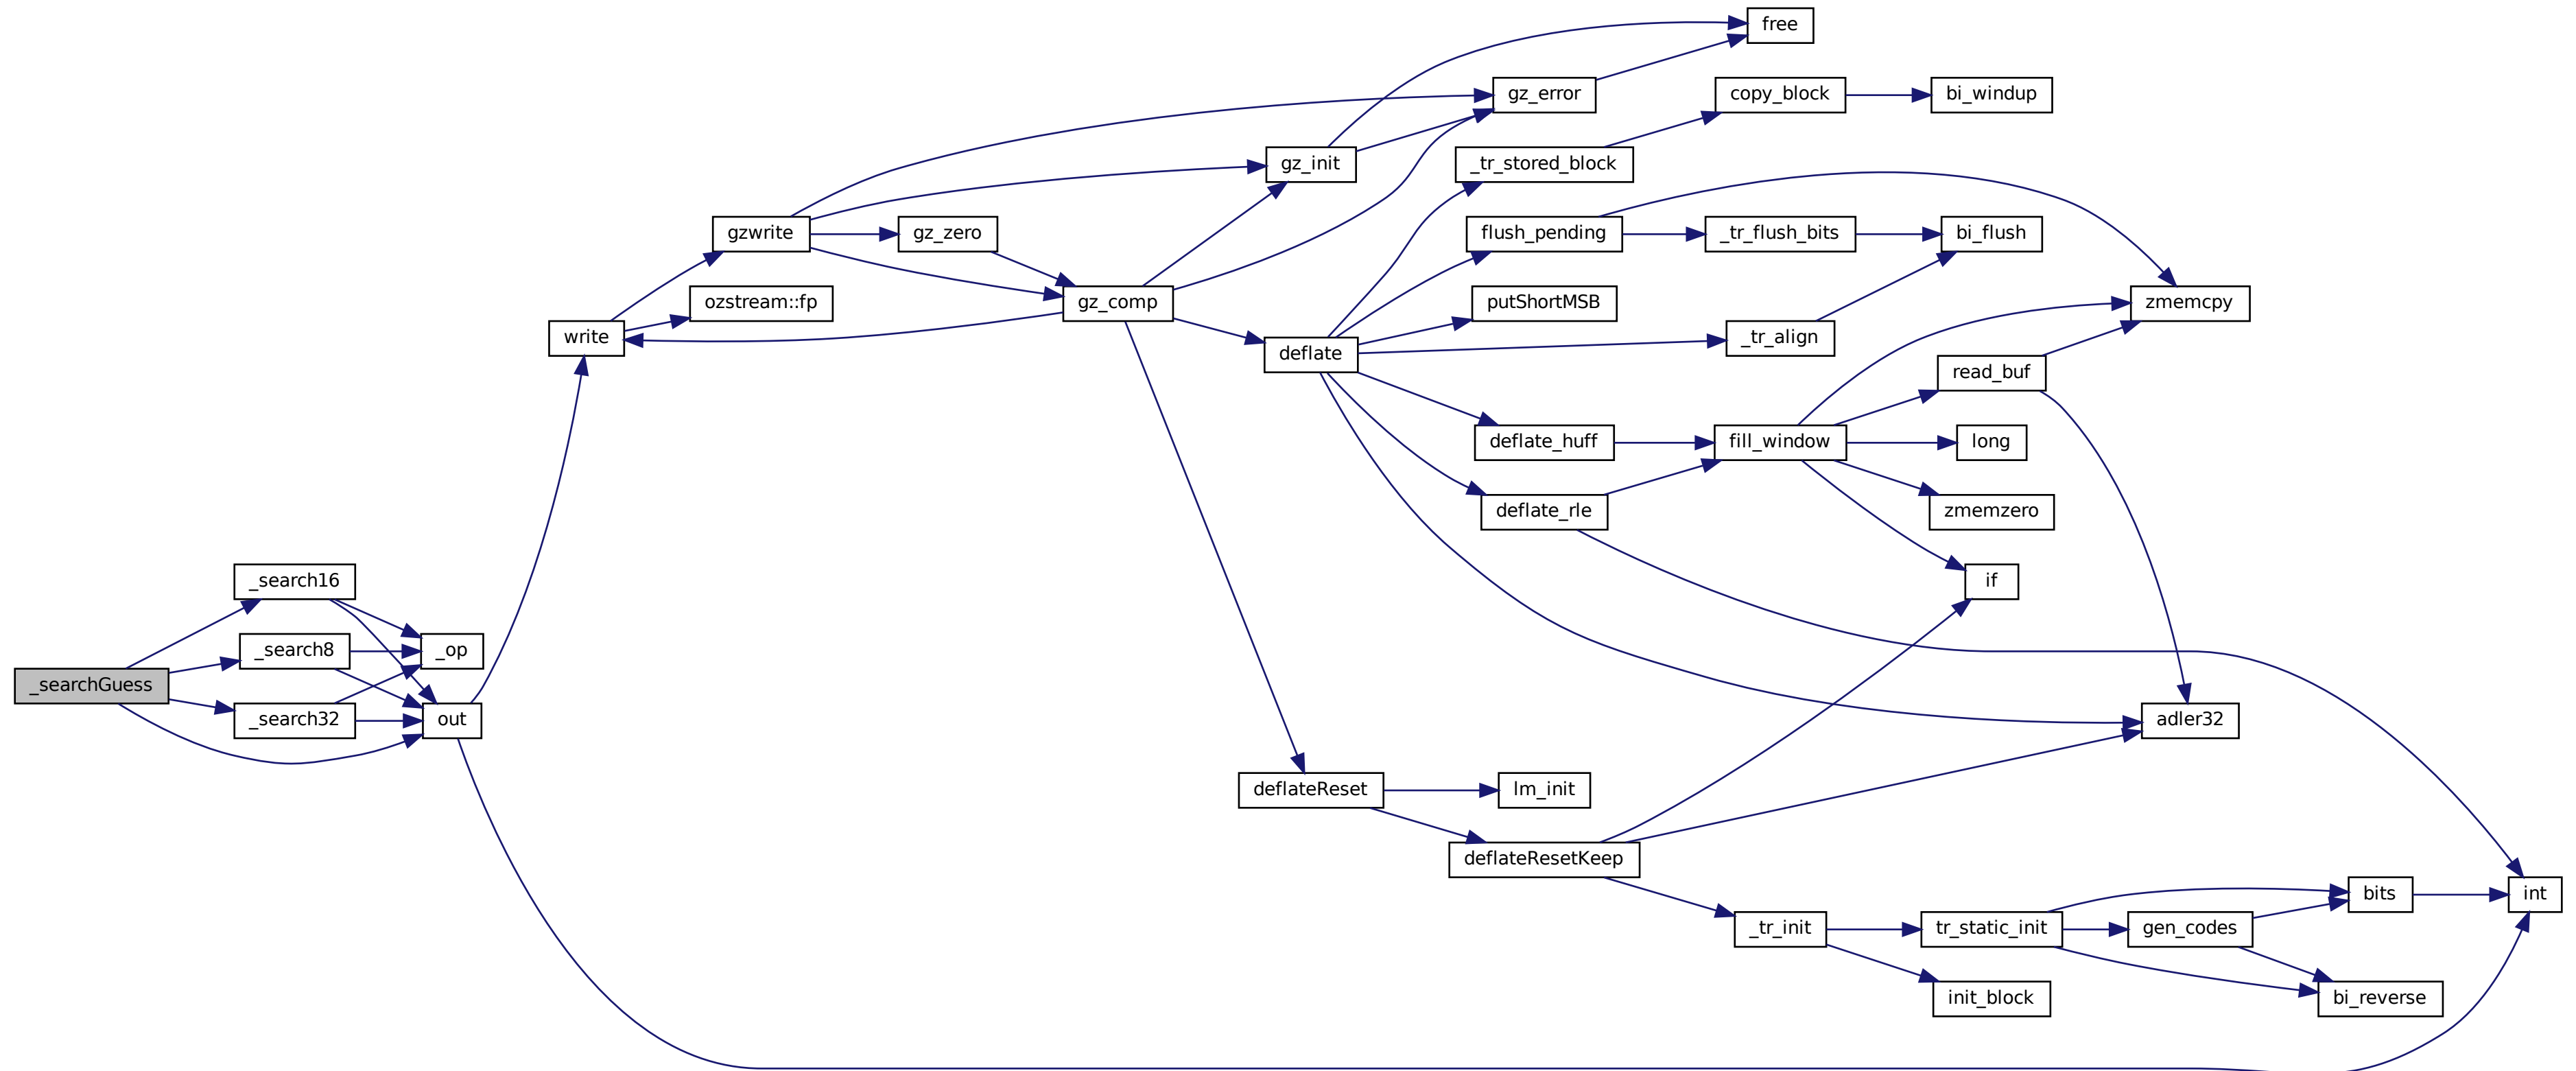 _searchGuess
_search16
_search8
_search32
_op
out
write
gzwrite
ozstream::fp
gz_zero
gz_comp
gz_init
deflate
deflateReset
free
gz_error
_tr_stored_block
flush_pending
putShortMSB
deflate_huff
deflate_rle
lm_init
deflateResetKeep
copy_block
_tr_flush_bits
_tr_align
fill_window
_tr_init
bi_windup
bi_flush
read_buf
long
zmemzero
if
tr_static_init
init_block
zmemcpy
adler32
gen_codes
bits
bi_reverse
int